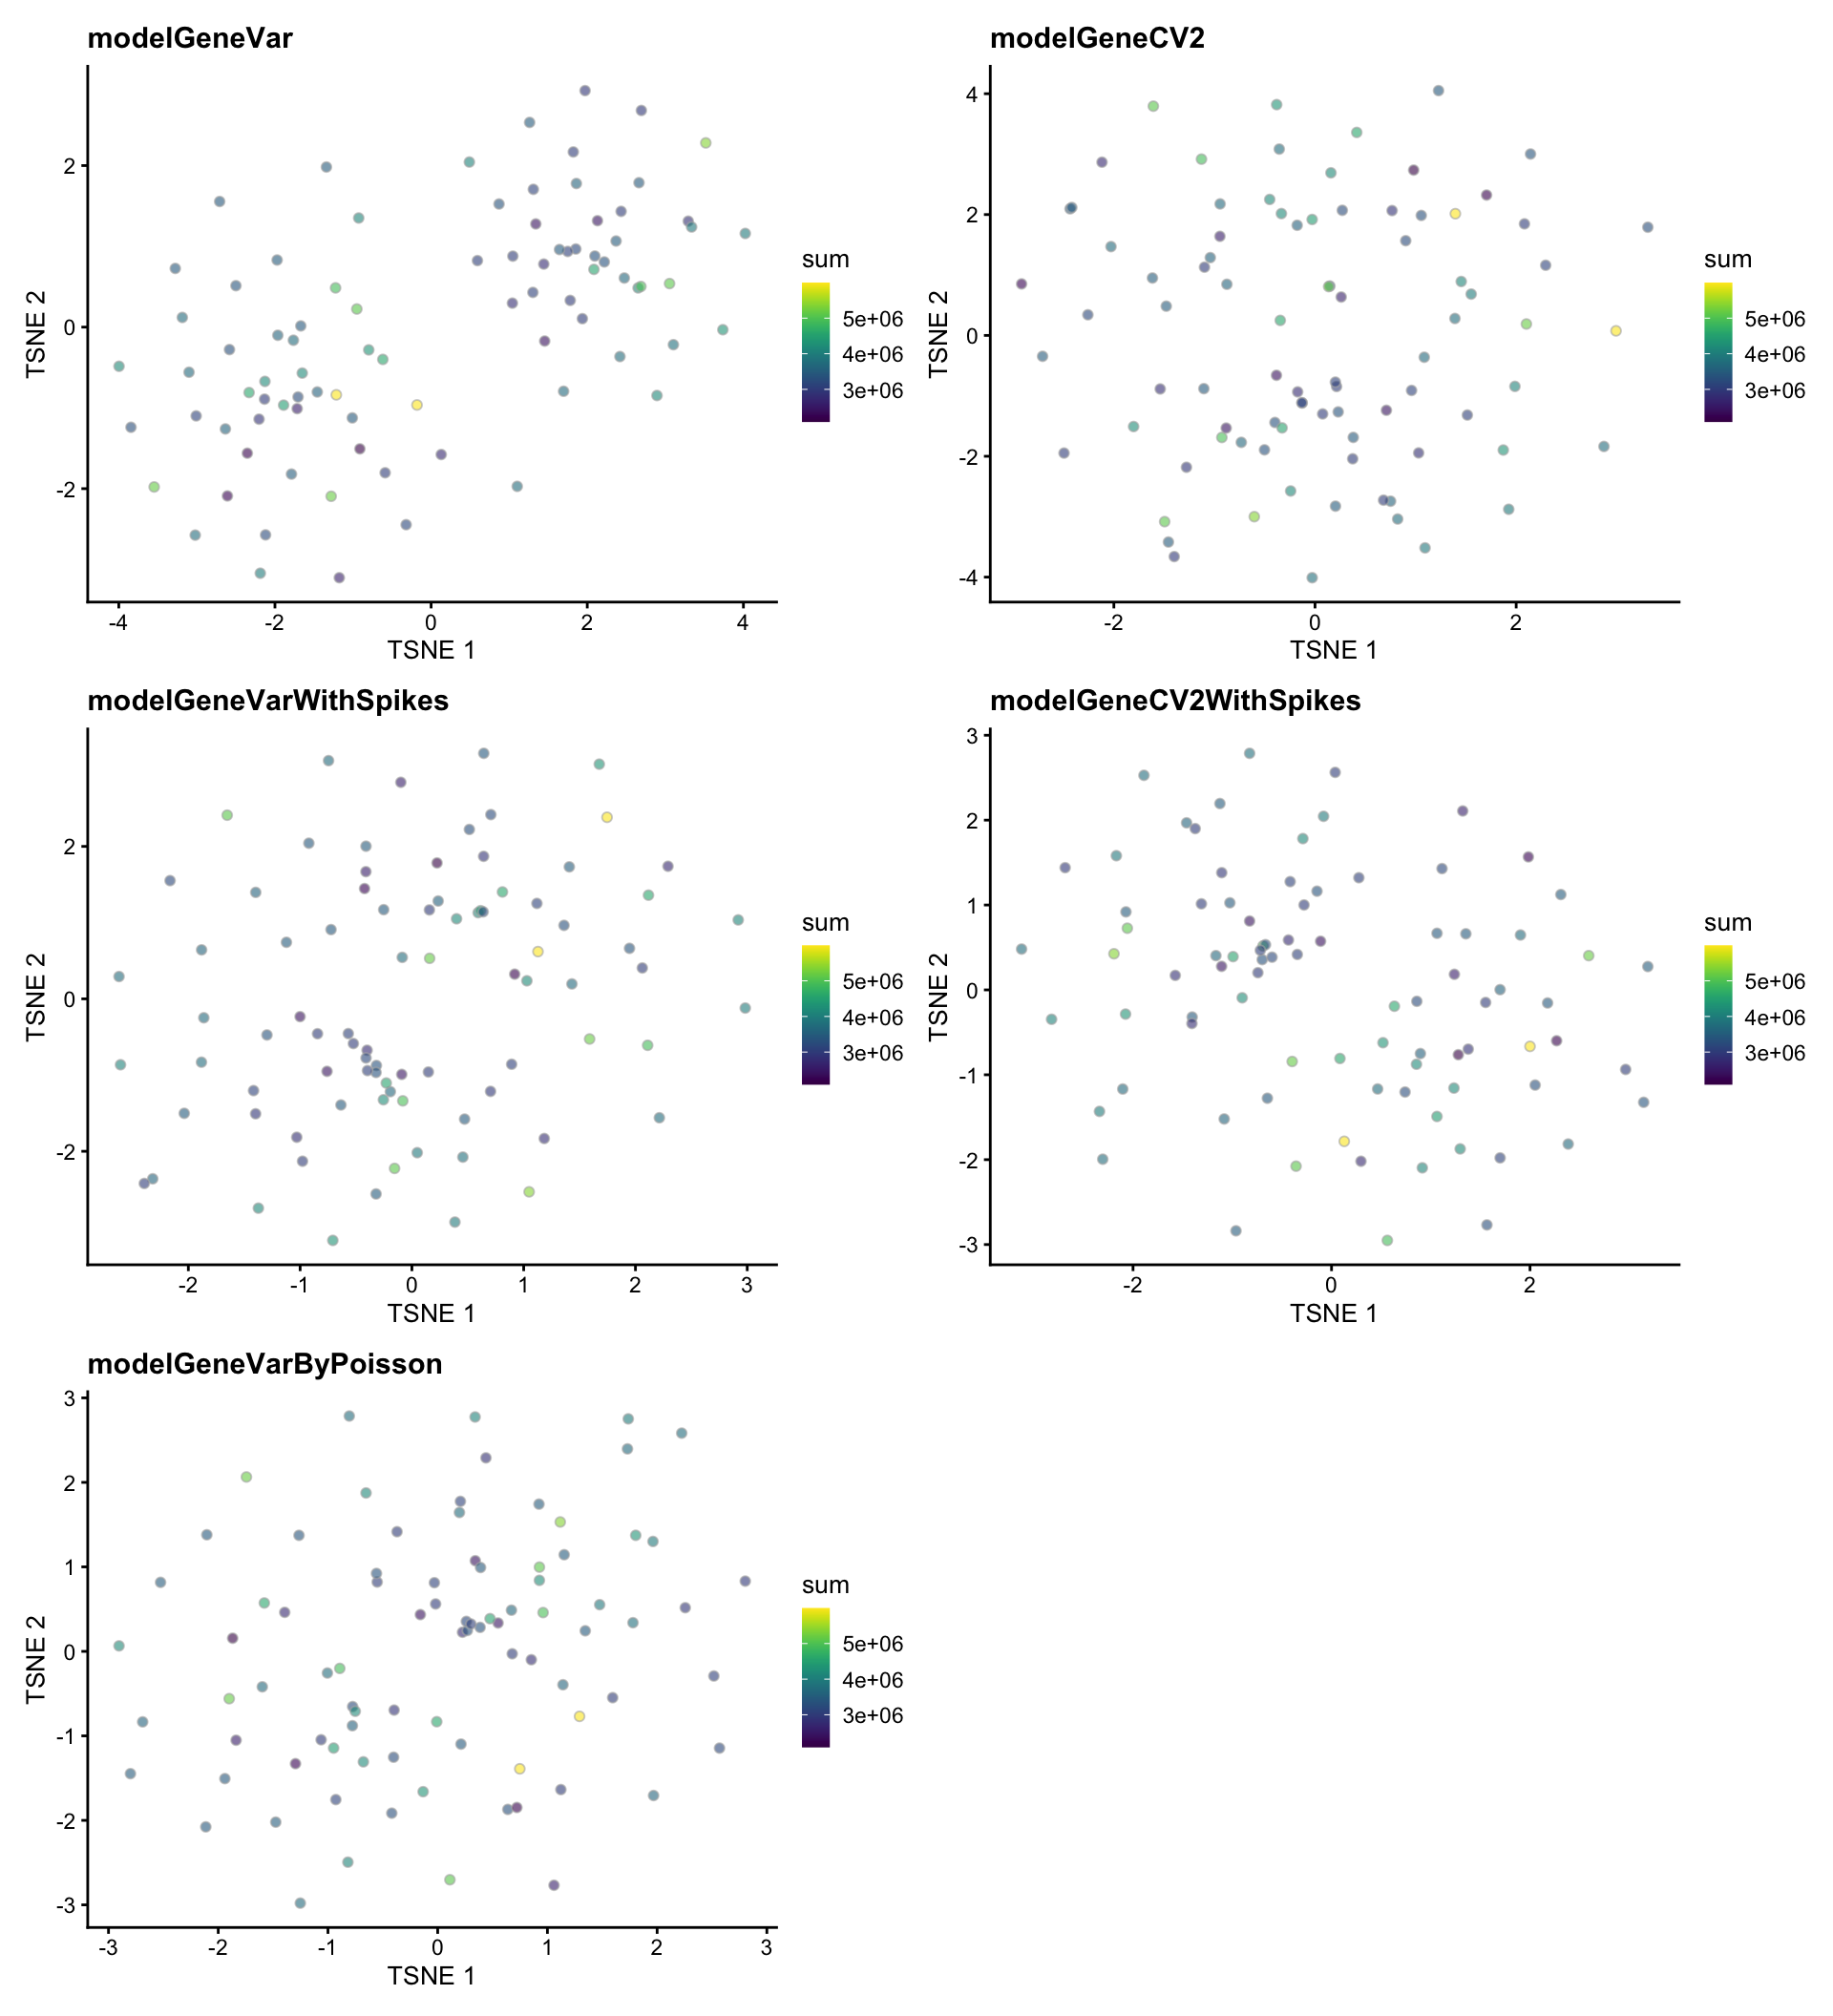 modelGeneVar
2
0
-2
-4 -2 0 2 4
TSNE 1
TSNE 2
sum
5e+06
4e+06
3e+06
modelGeneCV2
4
2
0
-2
-4
-2 0 2
TSNE 1
TSNE 2
sum
5e+06
4e+06
3e+06
modelGeneVarWithSpikes
2
0
-2
-2 -1 0 1 2 3
TSNE 1
TSNE 2
sum
5e+06
4e+06
3e+06
modelGeneCV2WithSpikes
3
2
1
0
-1
-2
-3
-2 0 2
TSNE 1
TSNE 2
sum
5e+06
4e+06
3e+06
modelGeneVarByPoisson
3
2
1
0
-1
-2
-3
-3 -2 -1 0 1 2 3
TSNE 1
TSNE 2
sum
5e+06
4e+06
3e+06